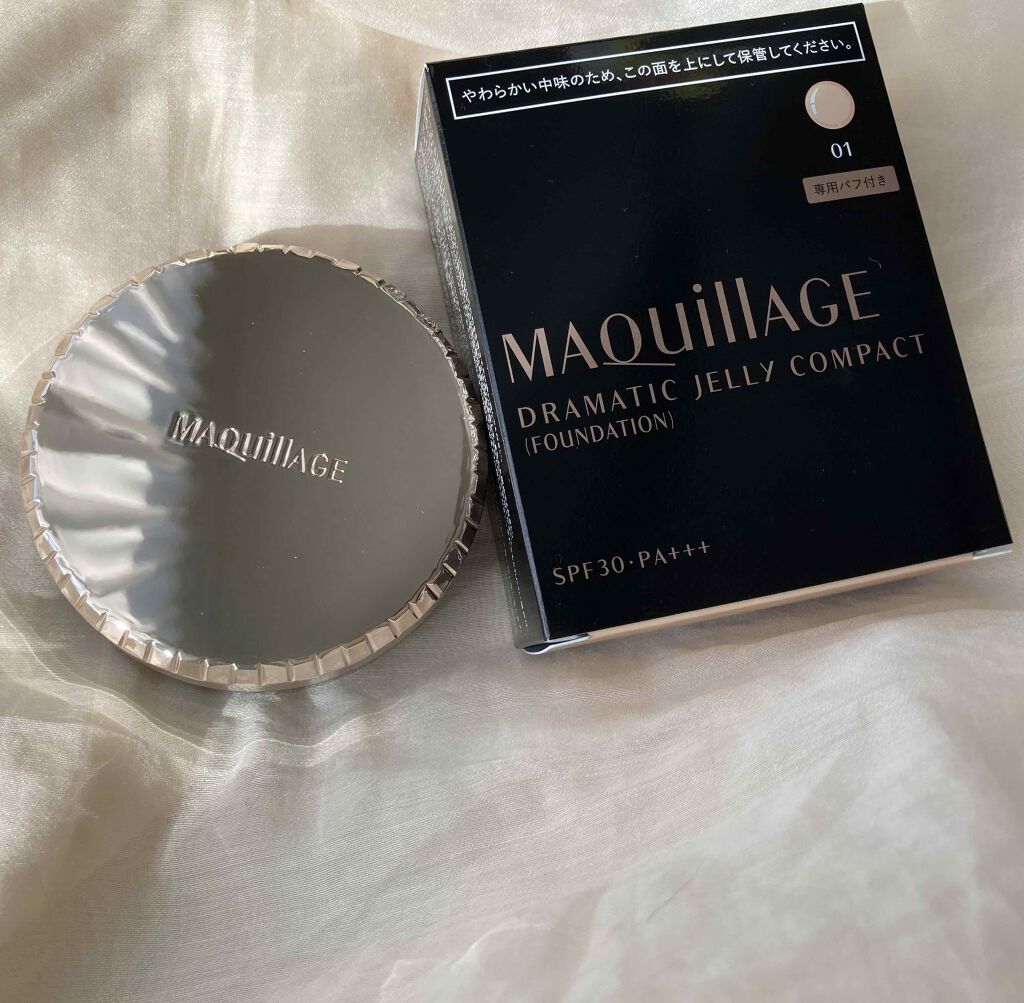 やわらかい中味のため、この面を上にして保管してください。
01
専用パフ付き
MAQuillAGE
DRAMATIC JELLY COMPACT
(FOUNDATION)
SPF30·PA+++
MAQuillAGE